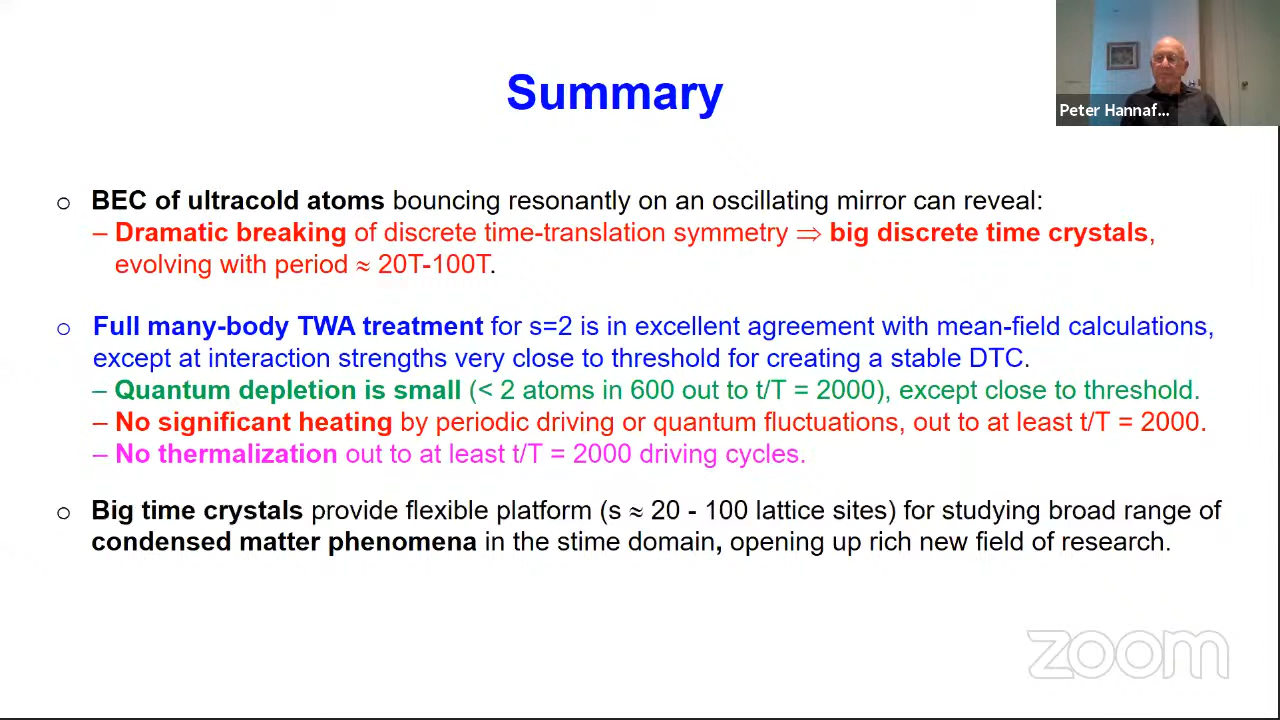 Summary
Peter Hannaf...
○ BEC of ultracold atoms bouncing resonantly on an oscillating mirror can reveal:
– Dramatic breaking of discrete time-translation symmetry ⇒ big discrete time crystals,
evolving with period ≈ 20T-100T.
○ Full many-body TWA treatment for s=2 is in excellent agreement with mean-field calculations,
except at interaction strengths very close to threshold for creating a stable DTC.
– Quantum depletion is small (< 2 atoms in 600 out to t/T = 2000), except close to threshold.
– No significant heating by periodic driving or quantum fluctuations, out to at least t/T = 2000.
– No thermalization out to at least t/T = 2000 driving cycles.
○ Big time crystals provide flexible platform (s ≈ 20 - 100 lattice sites) for studying broad range of
condensed matter phenomena in the stime domain, opening up rich new field of research.
zoom